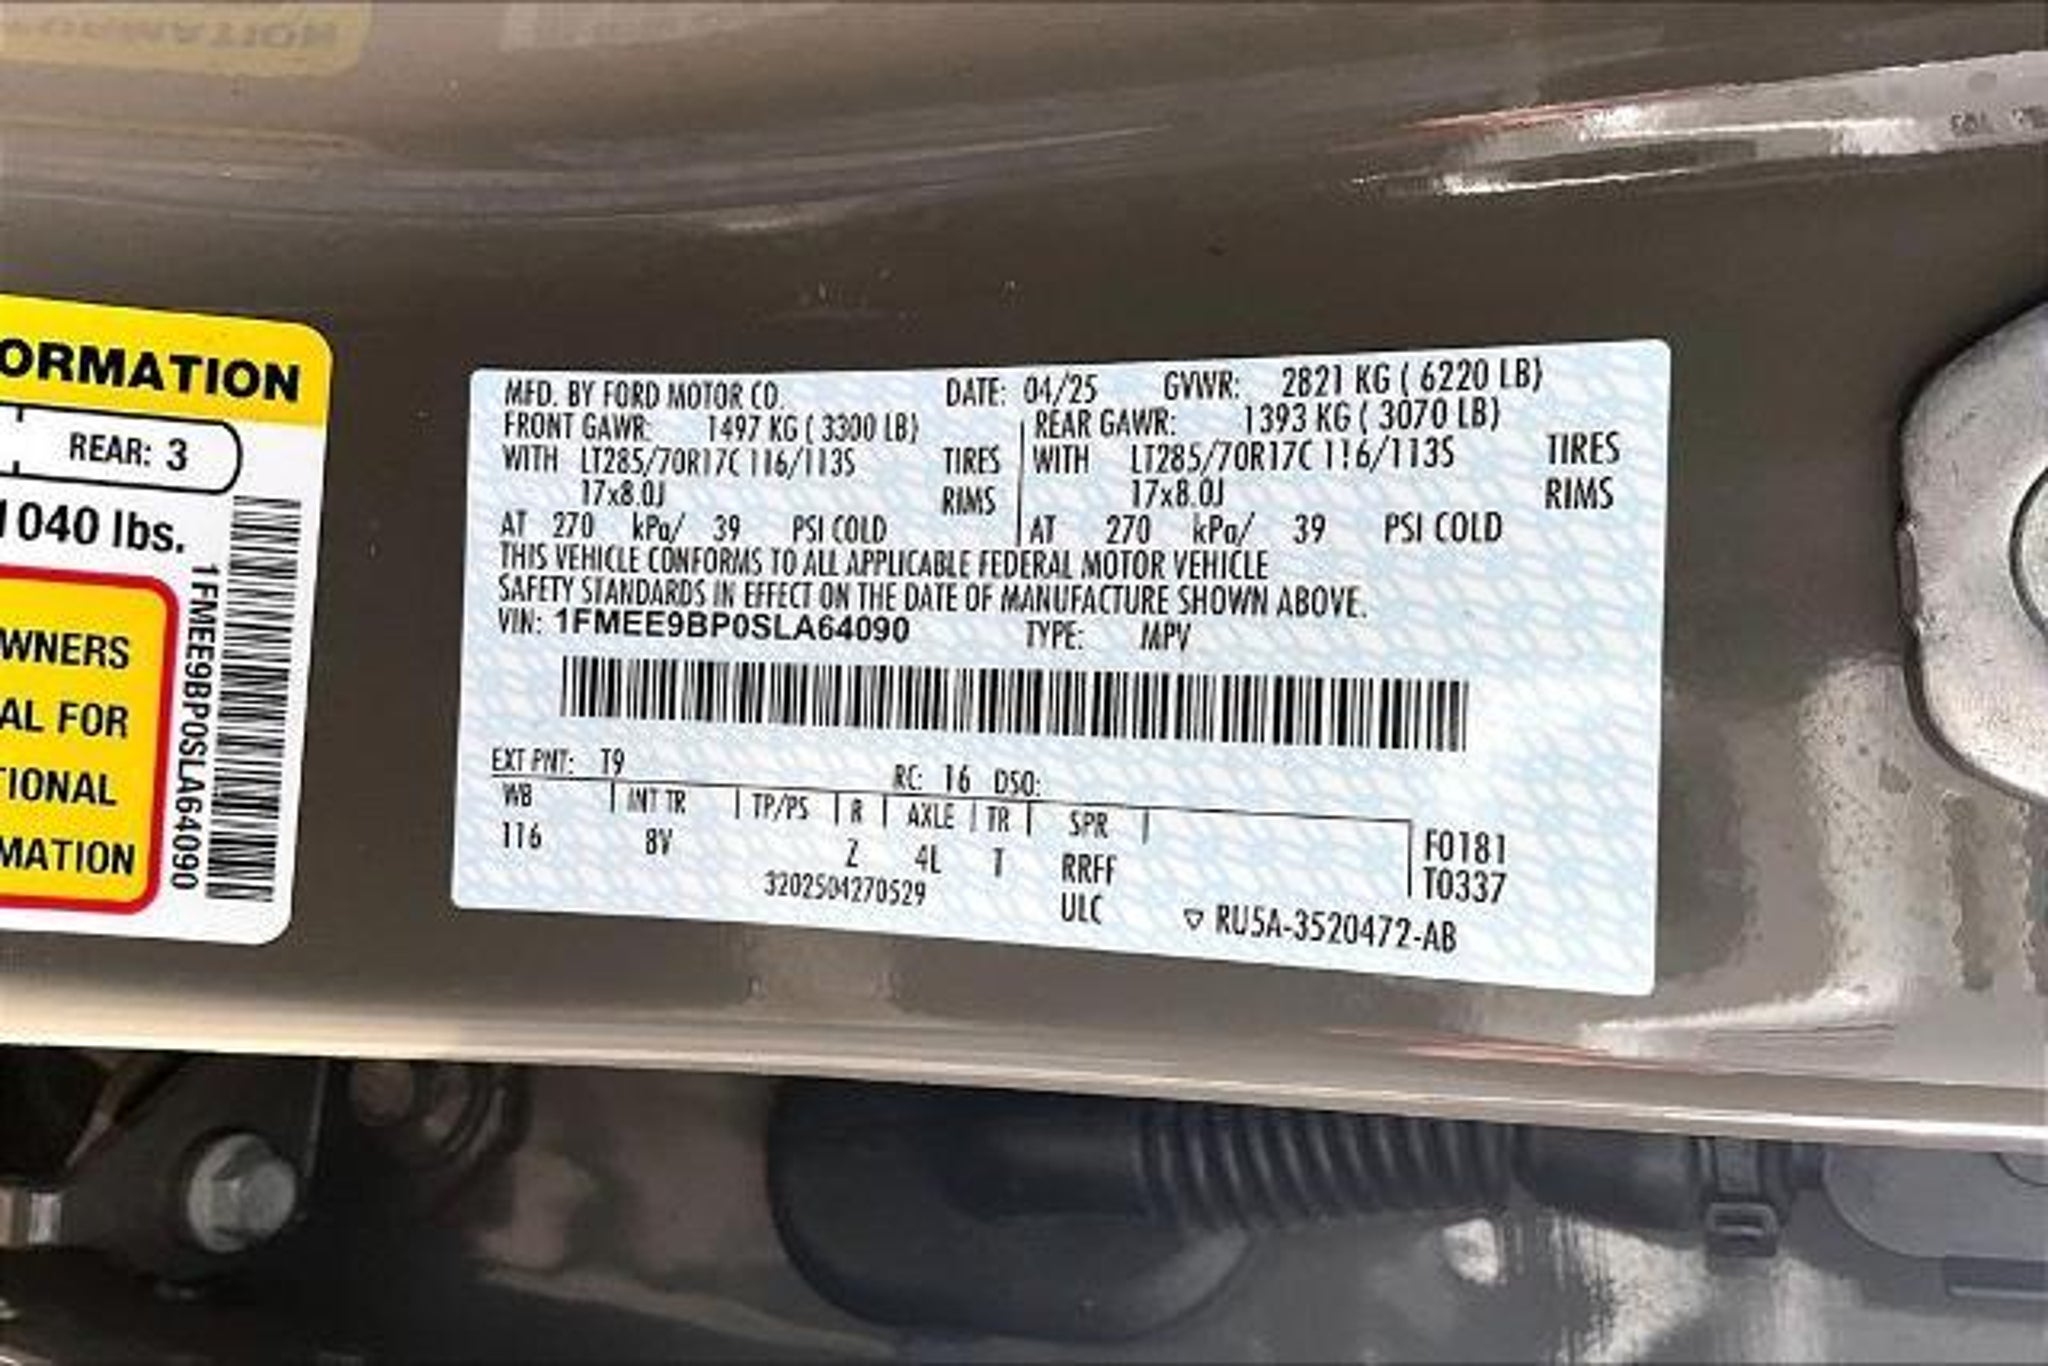 ORMATION
REAR: 3
1040 lbs.
WNERS
AL FOR
TIONAL
MATION
1FMEE9BP0SLA64090
MFD. BY FORD MOTOR CO. DATE: 04/25 GVWR: 2821 KG ( 6220 LB)
FRONT GAWR: 1497 KG ( 3300 LB) REAR GAWR: 1393 KG ( 3070 LB)
WITH LT285/70R17C 116/113S TIRES WITH LT285/70R17C 116/113S TIRES
17x8.0J RIMS 17x8.0J RIMS
AT 270 kPa/ 39 PSI COLD AT 270 kPa/ 39 PSI COLD
THIS VEHICLE CONFORMS TO ALL APPLICABLE FEDERAL MOTOR VEHICLE
SAFETY STANDARDS IN EFFECT ON THE DATE OF MANUFACTURE SHOWN ABOVE.
VIN: 1FMEE9BP0SLA64090 TYPE: MPV
EXT PNT: T9 RC: 16 DSO:
WB INT TR TP/PS R AXLE TR SPR
116 8V Z 4L T RRFF F0181
3202504270529 ULC T0337
▽ RU5A-3520472-AB